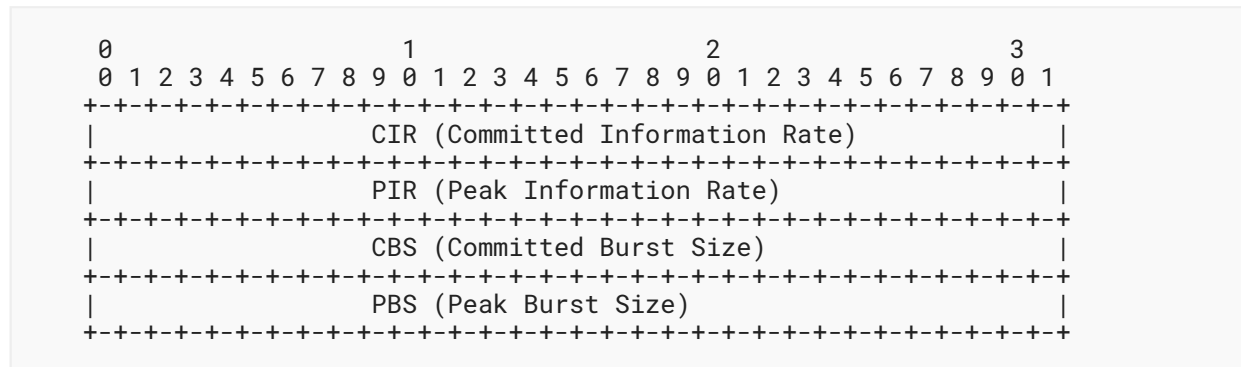 0                   1                   2                   3
 0 1 2 3 4 5 6 7 8 9 0 1 2 3 4 5 6 7 8 9 0 1 2 3 4 5 6 7 8 9 0 1
+-+-+-+-+-+-+-+-+-+-+-+-+-+-+-+-+-+-+-+-+-+-+-+-+-+-+-+-+-+-+-+-+
|                  CIR (Committed Information Rate)             |
+-+-+-+-+-+-+-+-+-+-+-+-+-+-+-+-+-+-+-+-+-+-+-+-+-+-+-+-+-+-+-+-+
|                  PIR (Peak Information Rate)                  |
+-+-+-+-+-+-+-+-+-+-+-+-+-+-+-+-+-+-+-+-+-+-+-+-+-+-+-+-+-+-+-+-+
|                  CBS (Committed Burst Size)                   |
+-+-+-+-+-+-+-+-+-+-+-+-+-+-+-+-+-+-+-+-+-+-+-+-+-+-+-+-+-+-+-+-+
|                  PBS (Peak Burst Size)                        |
+-+-+-+-+-+-+-+-+-+-+-+-+-+-+-+-+-+-+-+-+-+-+-+-+-+-+-+-+-+-+-+-+